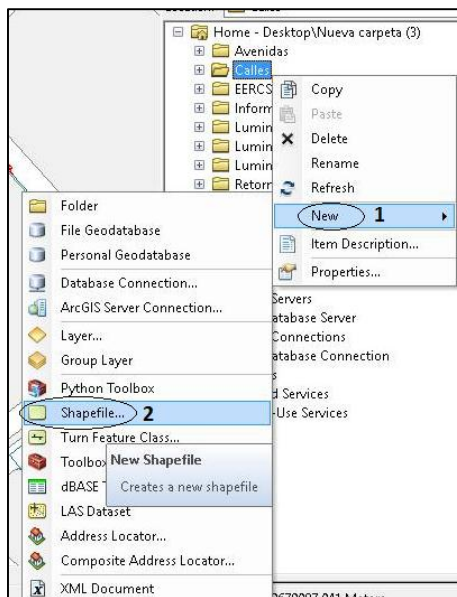 Home - Desktop\Nueva carpeta (3)
Avenidas
Calles
EERCS
Inform
Lumin
Lumin
Lumin
Retorn
Copy
Paste
Delete
Rename
Refresh
New 1
Item Description...
Properties...
Folder
File Geodatabase
Personal Geodatabase
Database Connection...
ArcGIS Server Connection...
Layer...
Group Layer
Python Toolbox
Shapefile... 2
Turn Feature Class...
Toolbox
dBASE T
LAS Dataset
Address Locator...
Composite Address Locator...
XML Document
New Shapefile
Creates a new shapefile
Servers
atabase Server
Connections
atabase Connection
s
d Services
-Use Services